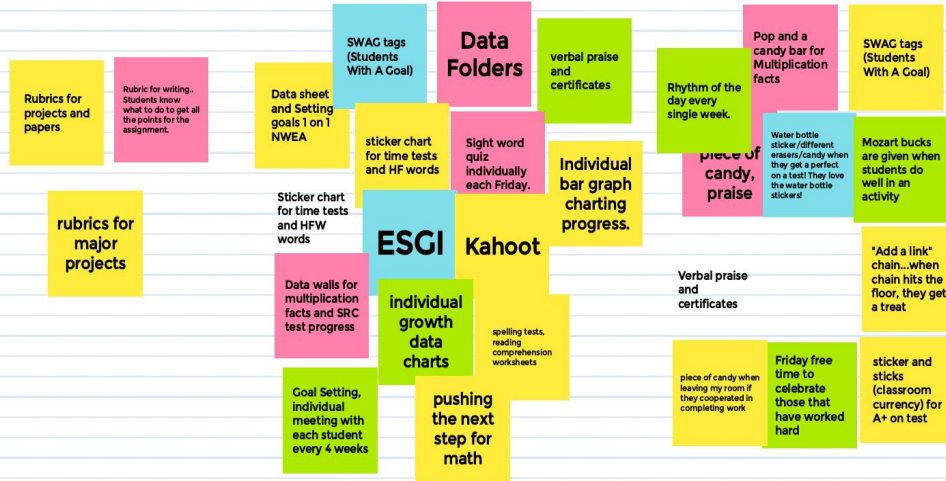 Rubrics for
projects and
papers
Rubric for writing..
Students know
what to do to get all
the points for the
assignment.
rubrics for
major
projects
SWAG tags
(Students
With A Goal)
Data
Folders
verbal praise
and
certificates
Data sheet
and Setting
goals 1 on 1
NWEA
sticker chart
for time tests
and HF words
Sight word
quiz
individually
each Friday.
Individual
bar graph
charting
progress.
Sticker chart
for time tests
and HFW
words
ESGI
Kahoot
Data walls for
multiplication
facts and SRC
test progress
individual
growth
data
charts
spelling tests,
reading
comprehension
worksheets
Goal Setting,
individual
meeting with
each student
every 4 weeks
pushing
the next
step for
math
Pop and a
candy bar for
Multiplication
facts
SWAG tags
(Students
With A Goal)
Rhythm of
the day every
single week.
piece of
candy,
praise
Water bottle
sticker/different
erasers/candy when
they get a perfect
on a test! They love
the water bottle
stickers!
Mozart bucks
are given when
students do
well in an
activity
Verbal praise
and
certificates
"Add a link"
chain...when
chain hits the
floor, they get
a treat
piece of candy when
leaving my room if
they cooperated in
completing work
Friday free
time to
celebrate
those that
have worked
hard
sticker and
sticks
(classroom
currency) for
A+ on test